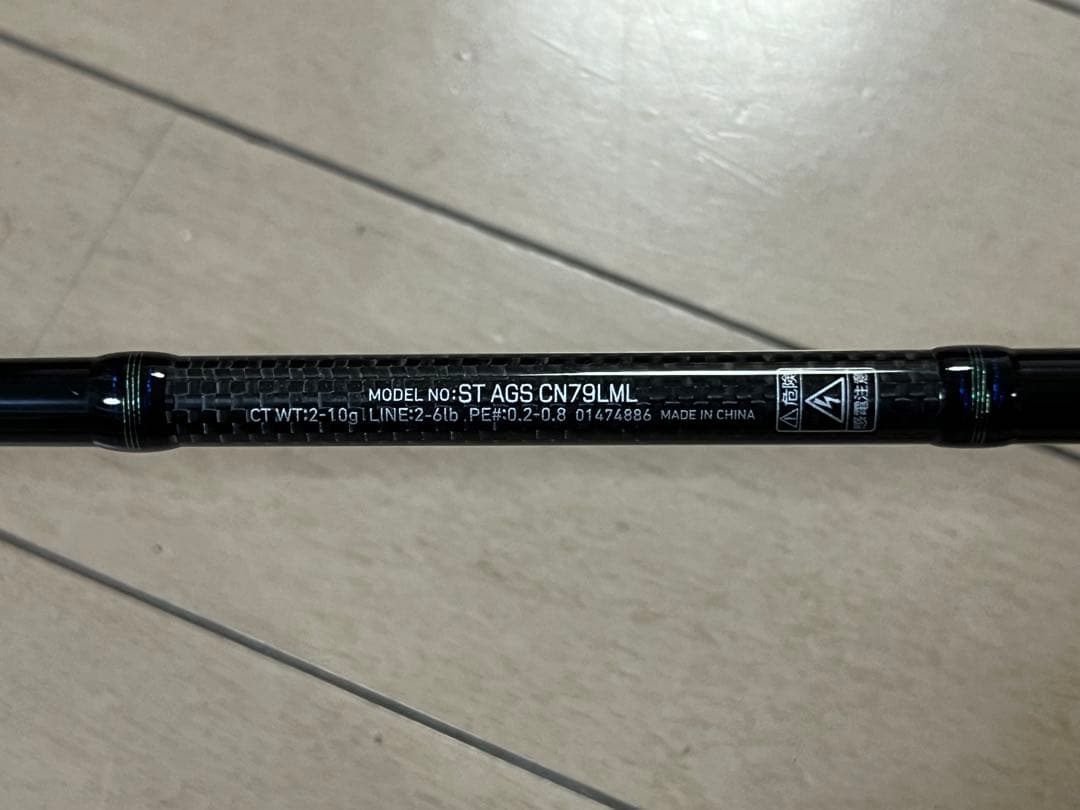 MODEL NO:ST AGS CN79LML
CT WT:2-10g LINE:2-6lb PE#:0.2-0.8 01474886 MADE IN CHINA
危険
感電注意